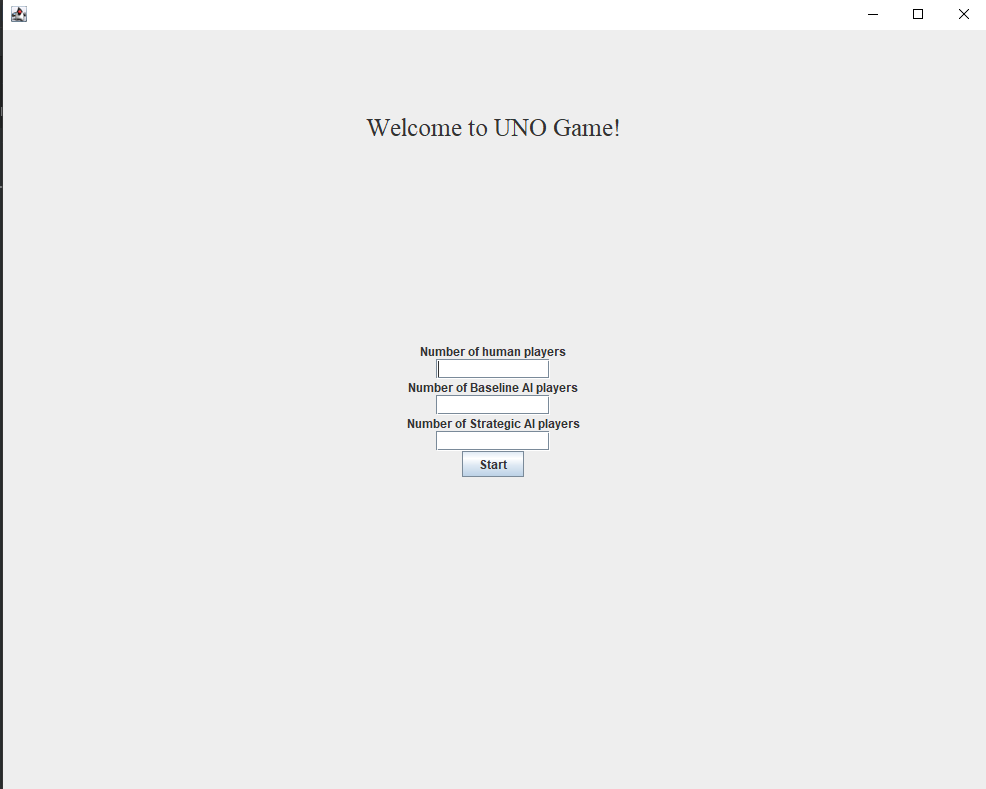 Welcome to UNO Game!
Number of human players
Number of Baseline AI players
Number of Strategic AI players
Start